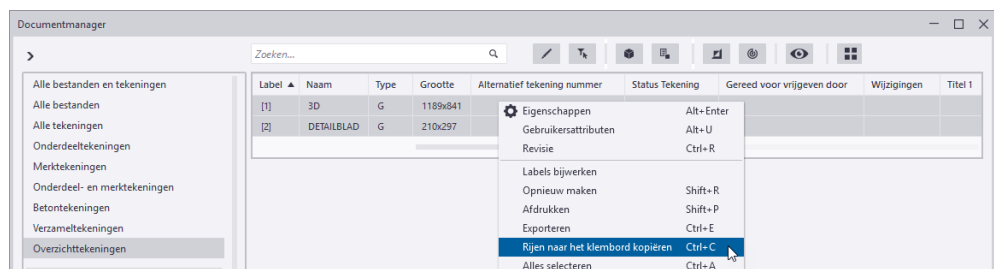 Documentmanager
Zoeken...
Alle bestanden en tekeningen
Alle bestanden
Alle tekeningen
Onderdeeltekeningen
Merktekeningen
Onderdeel- en merktekeningen
Betontekeningen
Verzameltekeningen
Overzichttekeningen
Label Naam Type Grootte Alternatief tekening nummer Status Tekening Gereed voor vrijgeven door Wijzigingen Titel 1
[1] 3D G 1189x841
[2] DETAILBLAD G 210x297
Eigenschappen Alt+Enter
Gebruikersattributen Alt+U
Revisie Ctrl+R
Labels bijwerken
Opnieuw maken Shift+R
Afdrukken Shift+P
Exporteren Ctrl+E
Rijen naar het klembord kopiëren Ctrl+C
Alles selecteren Ctrl+A